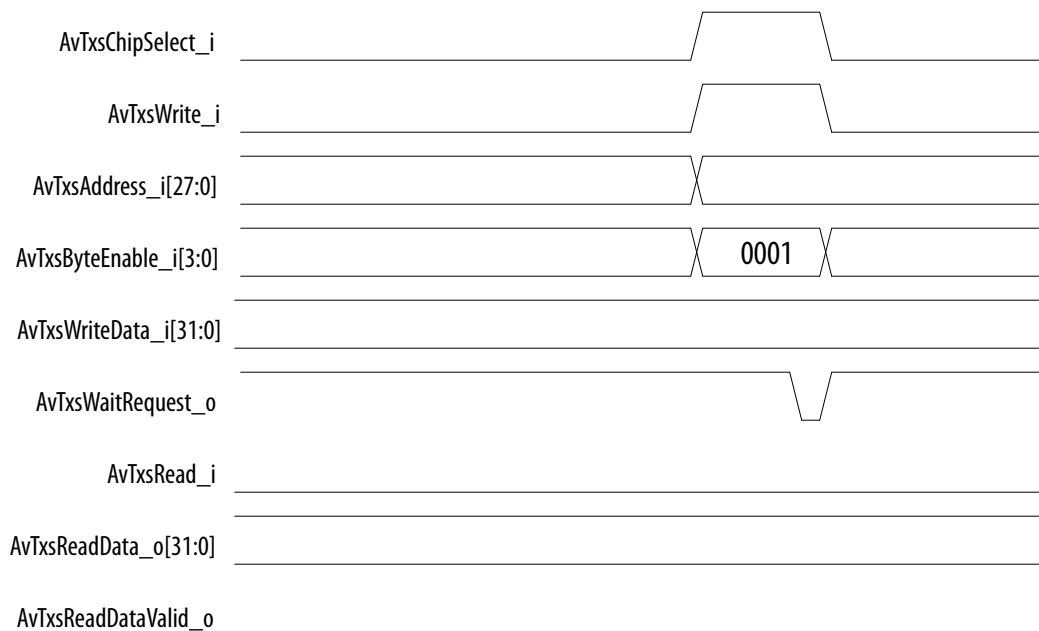 AvTxsChipSelect_i
AvTxsWrite_i
AvTxsAddress_i[27:0]
AvTxsByteEnable_i[3:0]
0001
AvTxsWriteData_i[31:0]
AvTxsWaitRequest_o
AvTxsRead_i
AvTxsReadData_o[31:0]
AvTxsReadDataValid_o